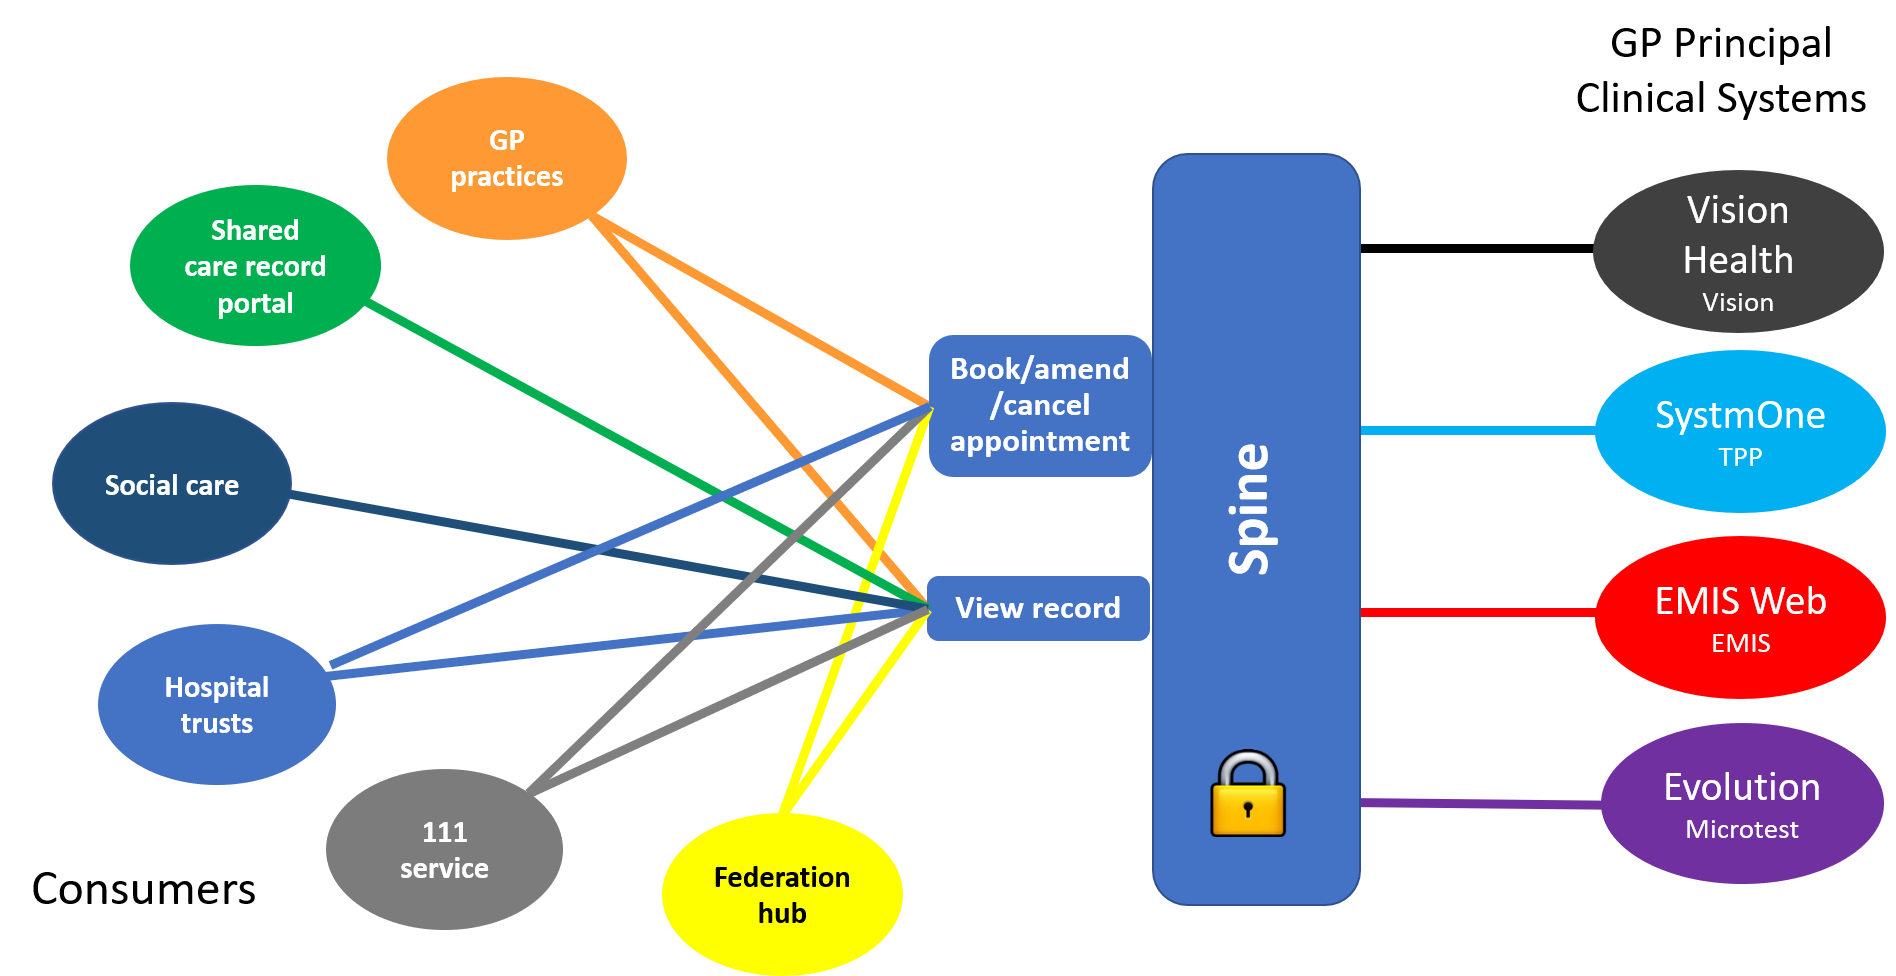 GP Principal
Clinical Systems
GP
practices
Shared
care record
portal
Social care
Hospital
trusts
111
service
Federation
hub
Consumers
Book/amend
/cancel
appointment
View record
Spine
Vision
Health
Vision
SystmOne
TPP
EMIS Web
EMIS
Evolution
Microtest